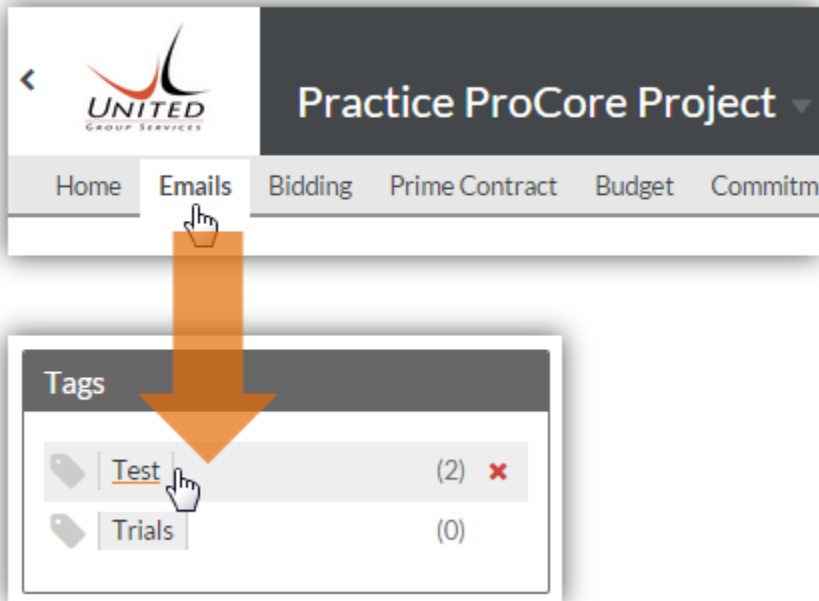 UNITED
GROUP SERVICES
Practice ProCore Project
Home Emails Bidding Prime Contract Budget Commitm
Tags
Test (2)
Trials (0)